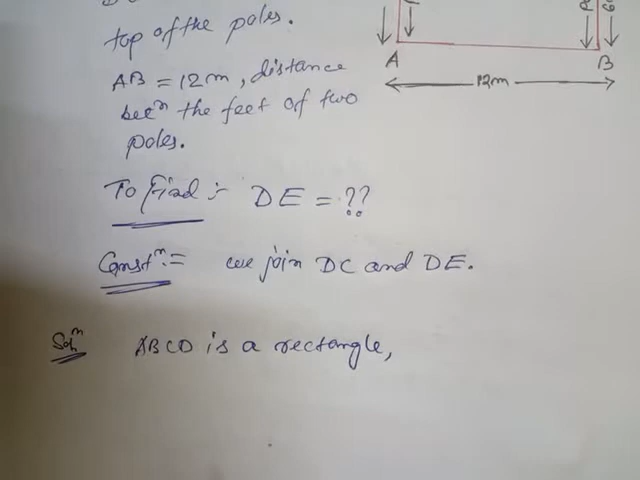 top of the poles.
A
B
12m
AB = 12m, distance
beeⁿ the feet of two
poles.
To Find :- DE = ??
Constⁿ:= we join DC and DE.
Solⁿ ABCD is a rectangle,